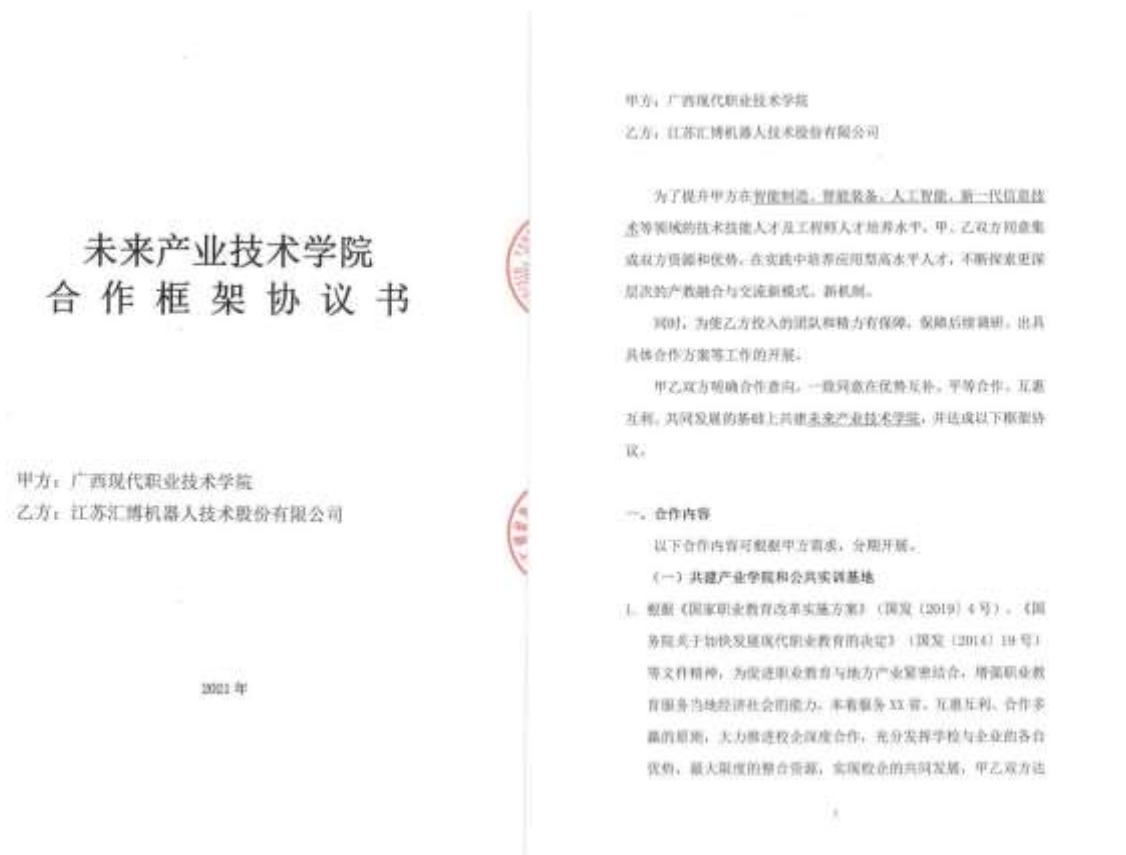 未来产业技术学院
合作框架协议书
甲方：广西现代职业技术学院
乙方：江苏汇博机器人技术股份有限公司
2021 年
甲方：广西现代职业技术学院
乙方：江苏汇博机器人技术股份有限公司
为了提升甲方在智能制造、智能装备、人工智能、新一代信息技
术等领域的技术技能人才及工程师人才培养水平，甲、乙双方同意集
成双方资源和优势，在实践中培养应用型高水平人才，不断探索更深
层次的产教融合与交流新模式、新机制。
同时，为使乙方投入的团队和精力有保障，保障后续调研、出具
具体合作方案等工作的开展。
甲乙双方明确合作意向，一致同意在优势互补、平等合作、互惠
互利、共同发展的基础上共建未来产业技术学院，并达成以下框架协
议。
一、合作内容
以下合作内容可根据甲方需求，分期开展。
（一）共建产业学院和公共实训基地
1. 根据《国家职业教育改革实施方案》（国发〔2019〕4 号）、《国
务院关于加快发展现代职业教育的决定》（国发〔2014〕19 号）
等文件精神，为促进职业教育与地方产业紧密结合，增强职业教
育服务当地经济社会的能力，本着服务 XX 省、互惠互利、合作多
赢的原则，大力推进校企深度合作，充分发挥学校与企业的各自
优势，最大限度的整合资源，实现校企的共同发展，甲乙双方达
1